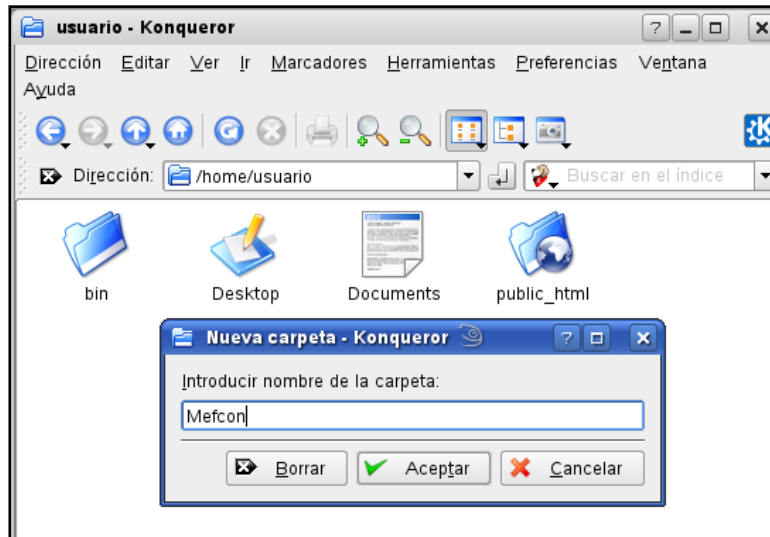 usuario - Konqueror
Dirección Editar Ver Ir Marcadores Herramientas Preferencias Ventana
Ayuda
Dirección: /home/usuario Buscar en el índice
bin Desktop Documents public_html
Nueva carpeta - Konqueror
Introducir nombre de la carpeta:
Mefcon
Borrar Aceptar Cancelar